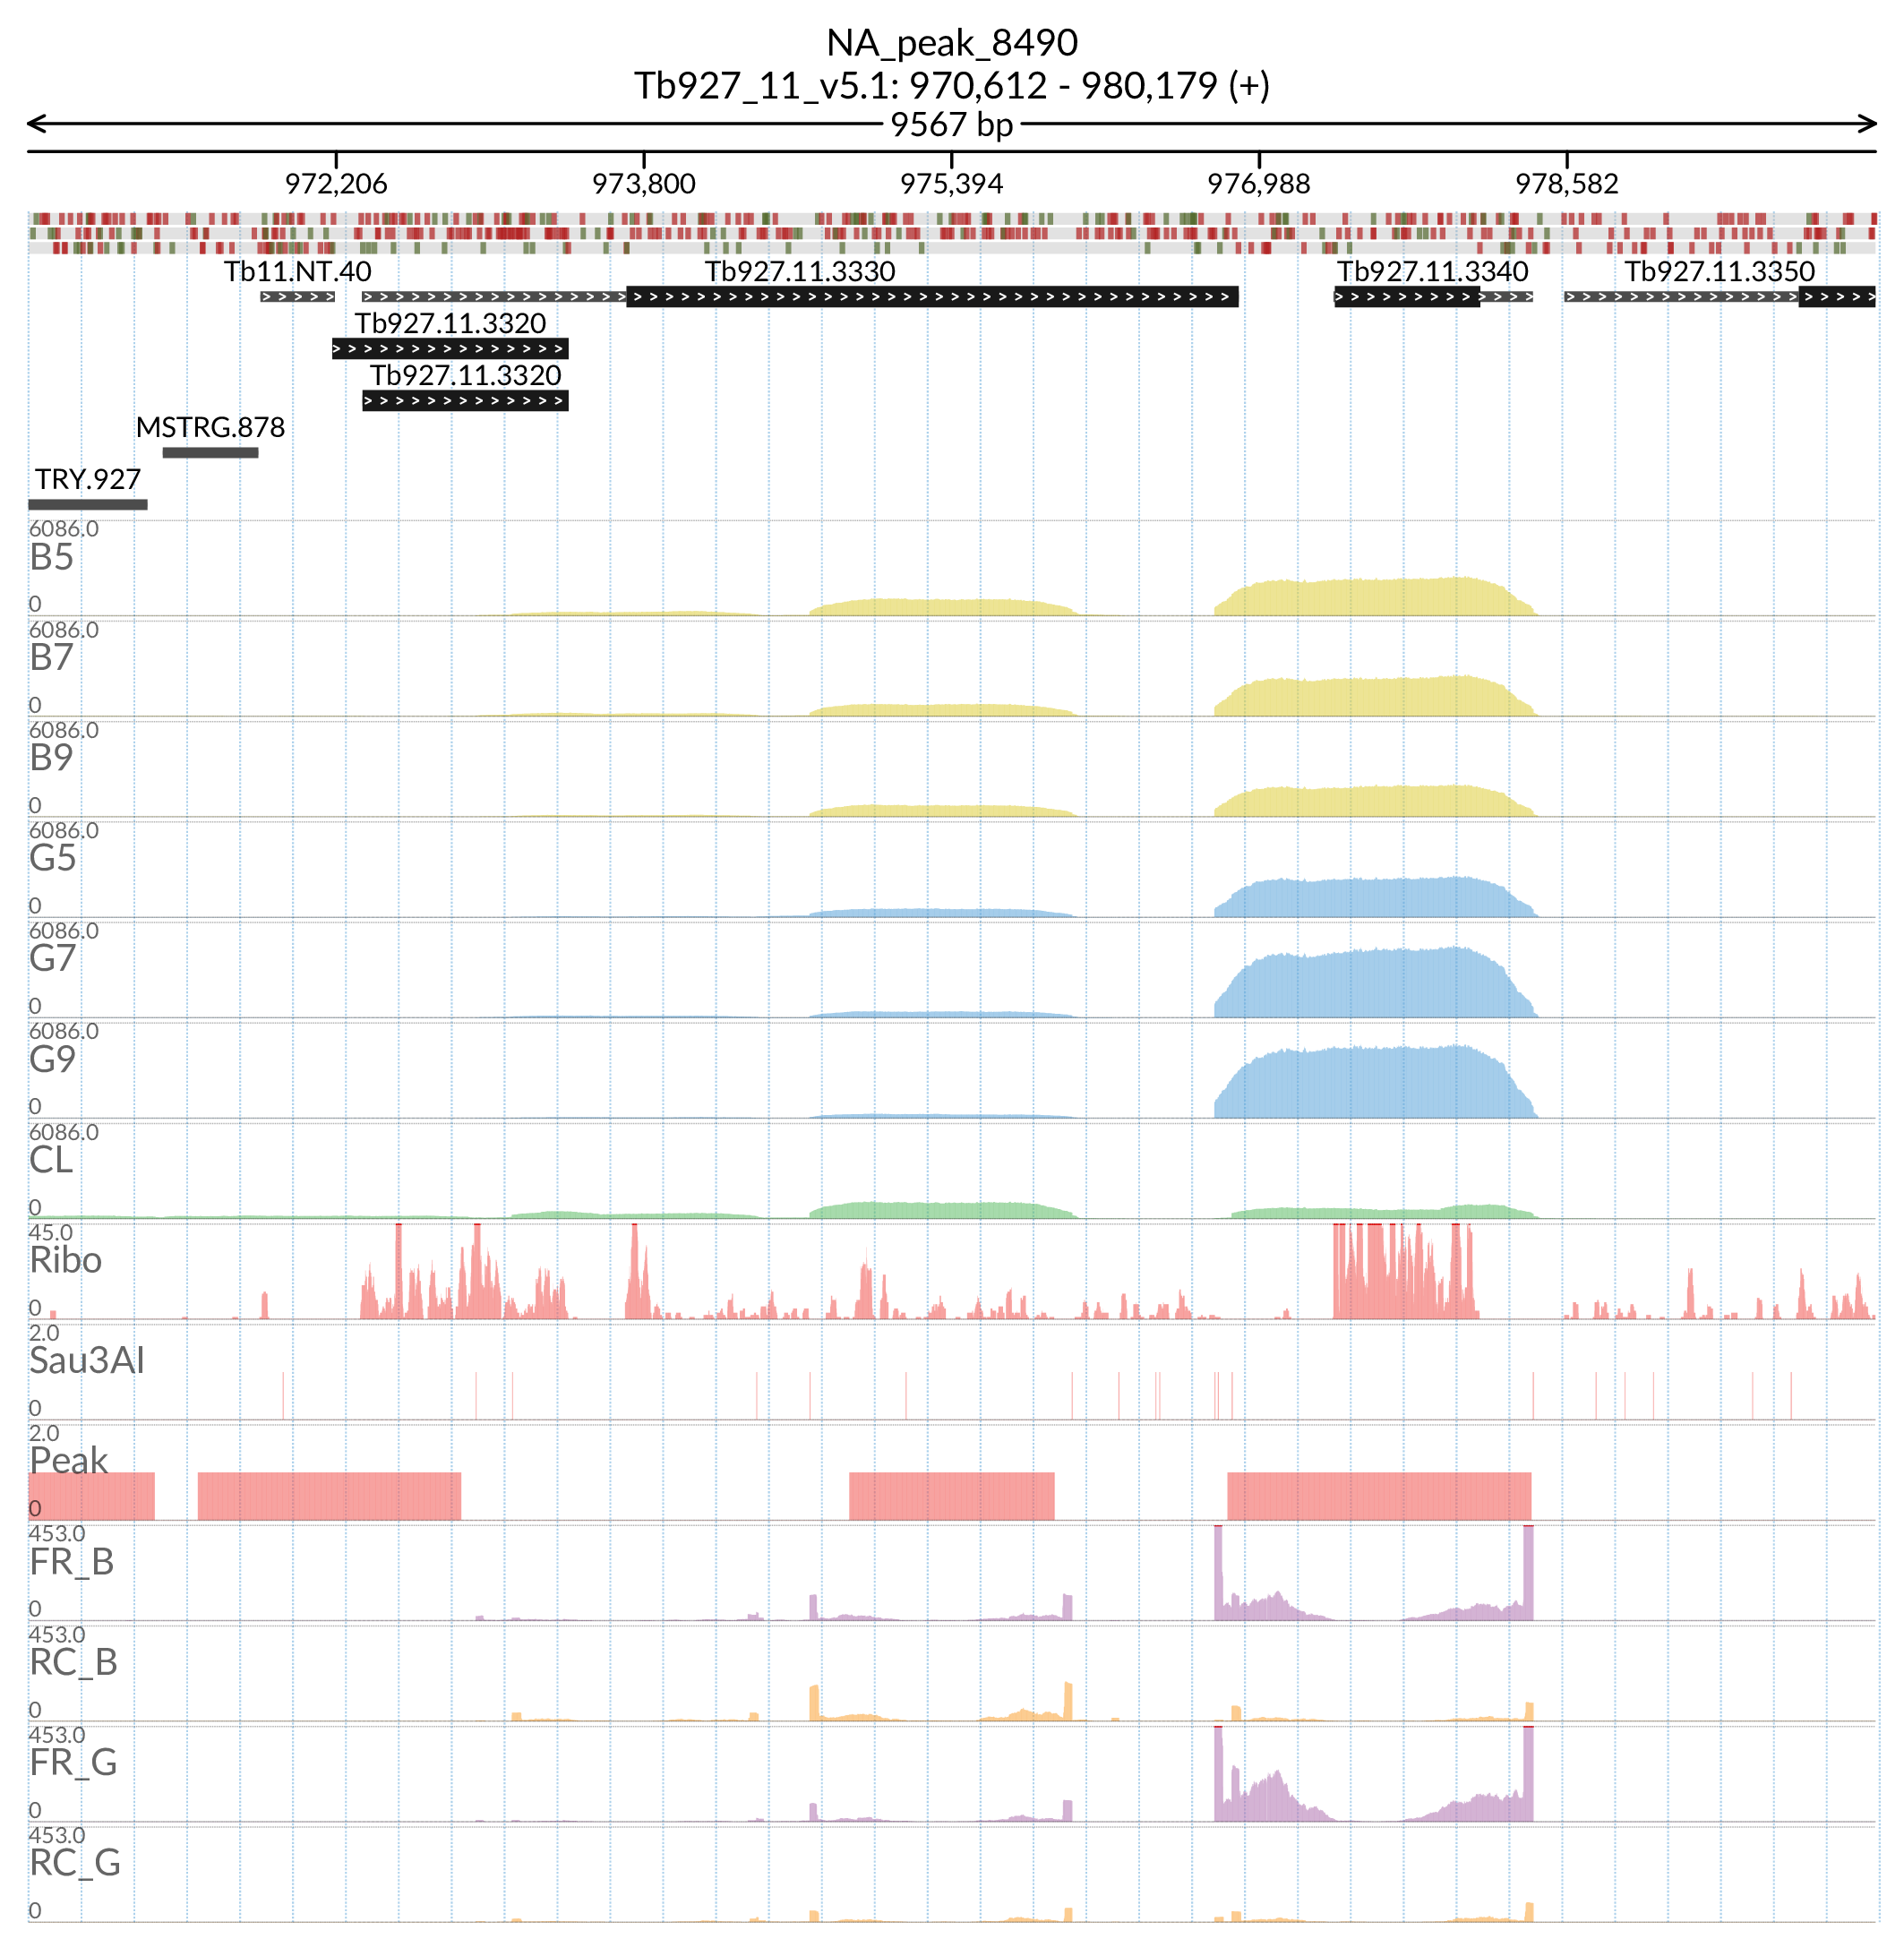 NA_peak_8490
Tb927_11_v5.1: 970,612 - 980,179 (+)
9567 bp
972,206 973,800 975,394 976,988 978,582
Tb11.NT.40 Tb927.11.3330 Tb927.11.3340 Tb927.11.3350
Tb927.11.3320
Tb927.11.3320
MSTRG.878
TRY.927
6086.0
B5
0
6086.0
B7
0
6086.0
B9
0
6086.0
G5
0
6086.0
G7
0
6086.0
G9
0
6086.0
CL
0
45.0
Ribo
0
2.0
Sau3AI
0
2.0
Peak
0
453.0
FR_B
0
453.0
RC_B
0
453.0
FR_G
0
453.0
RC_G
0